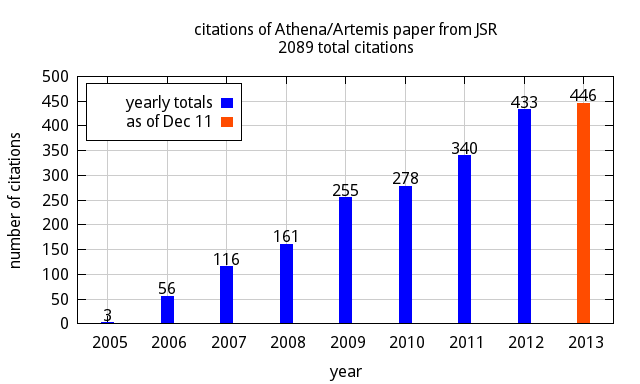 citations of Athena/Artemis paper from JSR
2089 total citations
number of citations
500
450
400
350
300
250
200
150
100
50
0
yearly totals
as of Dec 11
3
56
116
161
255
278
340
433
446
2005 2006 2007 2008 2009 2010 2011 2012 2013
year